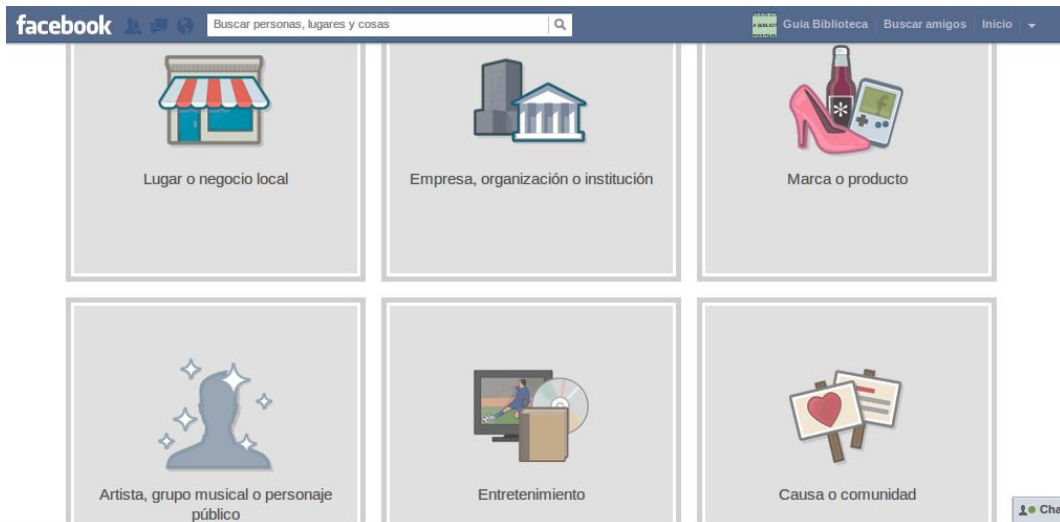 facebook
Buscar personas, lugares y cosas
Guía Biblioteca
Buscar amigos
Inicio
Lugar o negocio local
Empresa, organización o institución
Marca o producto
Artista, grupo musical o personaje
público
Entretenimiento
Causa o comunidad